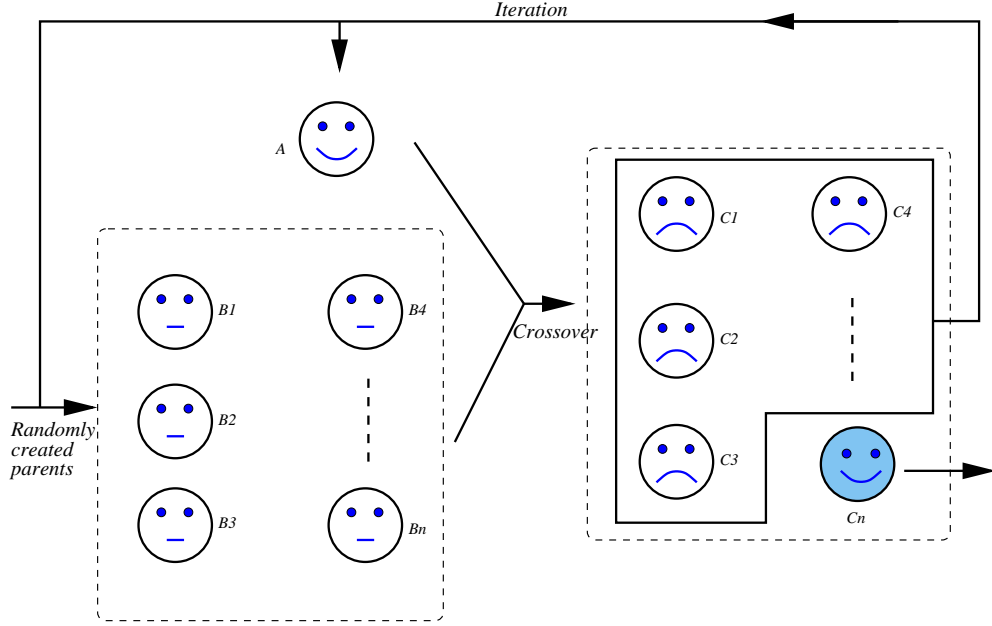 Iteration
A
C1
C4
B1
B4
Crossover
C2
B2
Randomly
created
parents
C3
B3
Bn
Cn